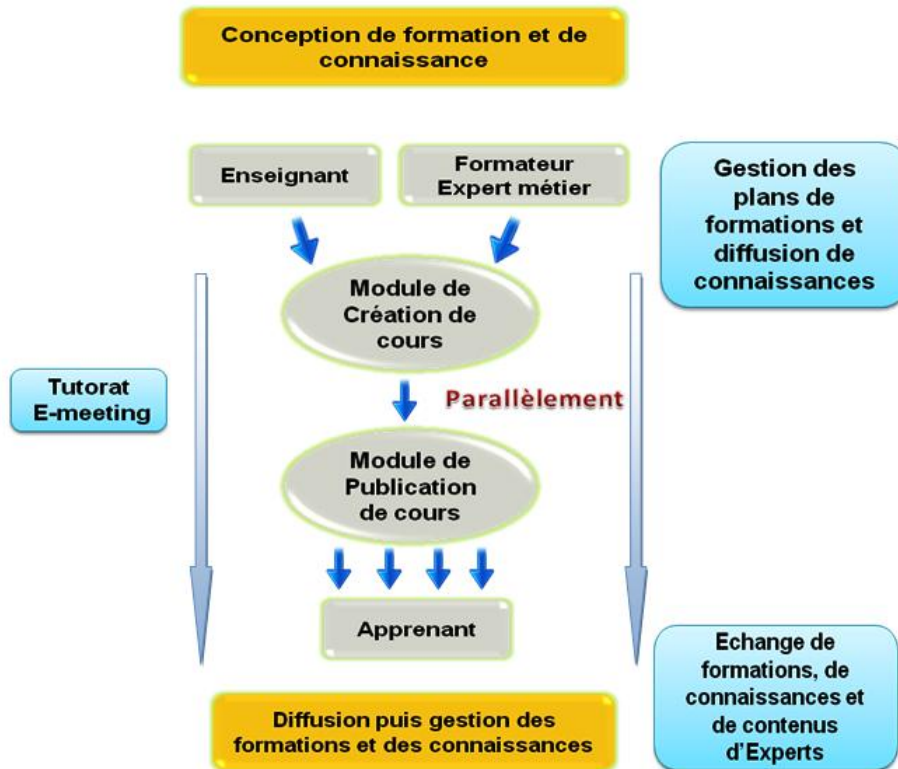 Conception de formation et de
connaissance
Enseignant
Formateur
Expert métier
Gestion des
plans de
formations et
diffusion de
connaissances
Module de
Création de
cours
Tutorat
E-meeting
Parallèlement
Module de
Publication
de cours
Apprenant
Echange de
formations, de
connaissances et
de contenus
d'Experts
Diffusion puis gestion des
formations et des connaissances